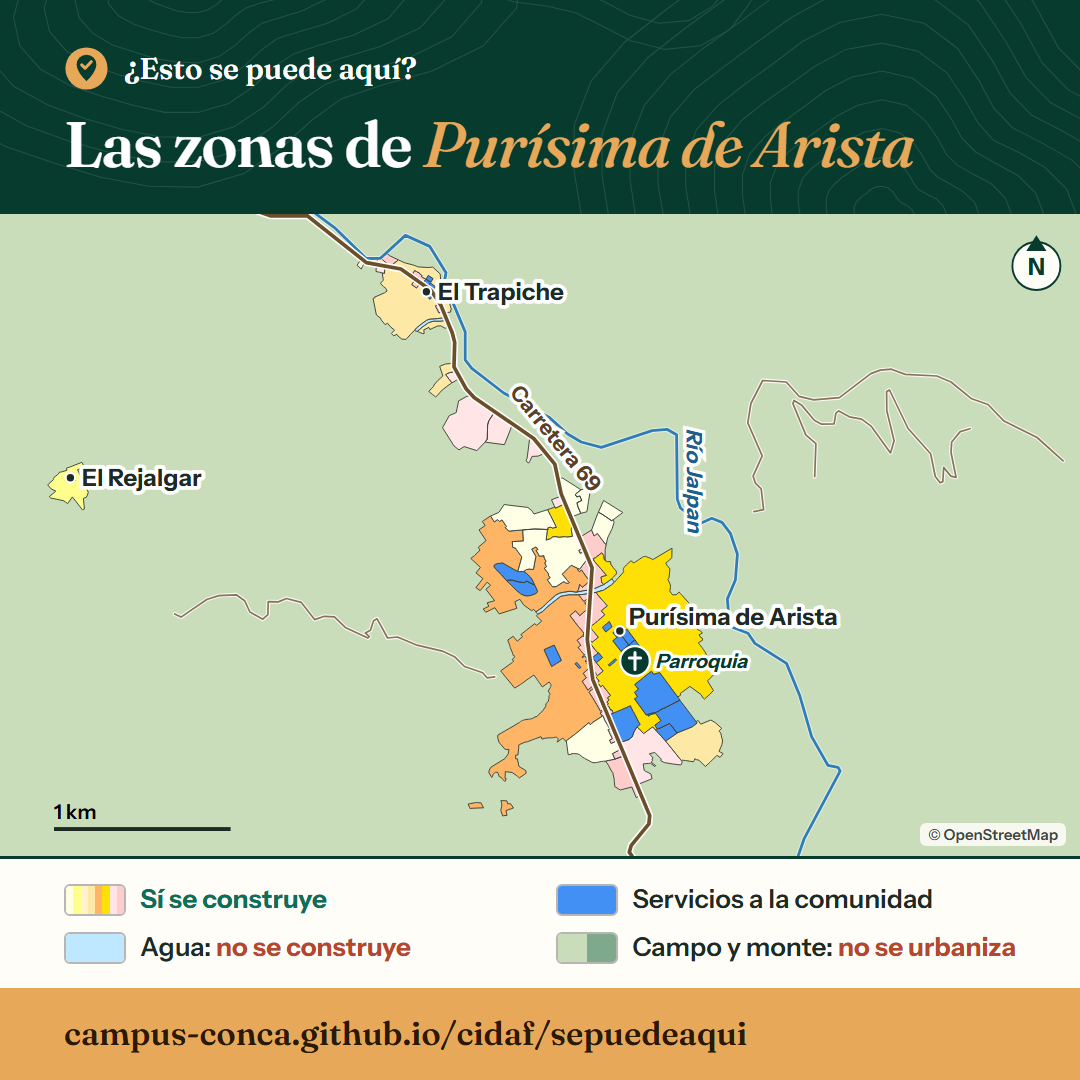 ¿Esto se puede aquí?
Las zonas de Purísima de Arista
N
El Trapiche
Carretera 69
Río Jalpan
El Rejalgar
Purísima de Arista
Parroquia
1 km
© OpenStreetMap
Sí se construye
Servicios a la comunidad
Agua: no se construye
Campo y monte: no se urbaniza
campus-conca.github.io/cidaf/sepuedeaqui